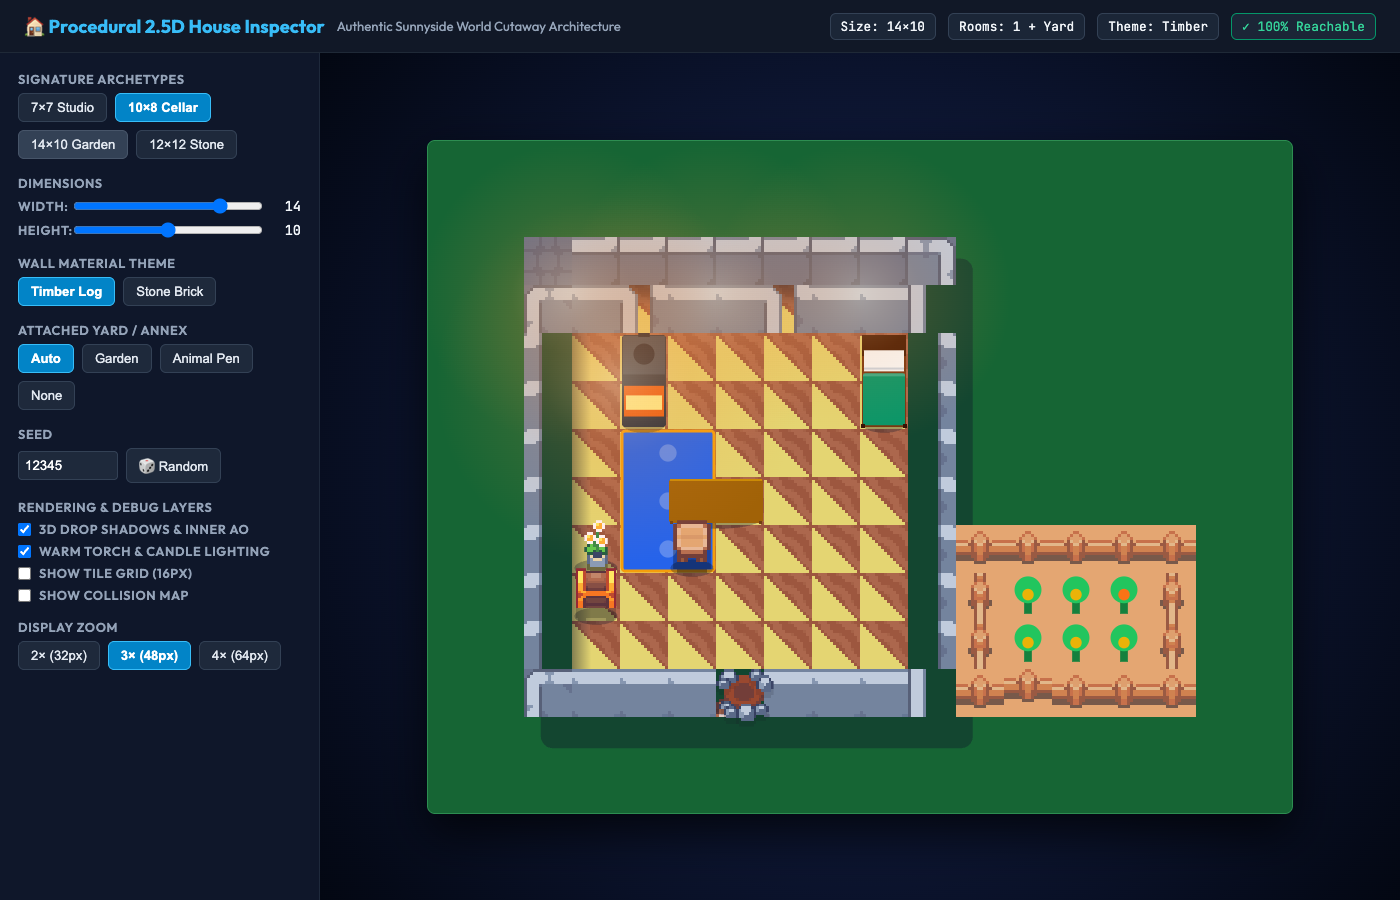 🏠 Procedural 2.5D House Inspector Authentic Sunnyside World Cutaway Architecture Size: 14×10 Rooms: 1 + Yard Theme: Timber ✓ 100% Reachable
SIGNATURE ARCHETYPES
7×7 Studio 10×8 Cellar
14×10 Garden 12×12 Stone
DIMENSIONS
WIDTH: 14
HEIGHT: 10
WALL MATERIAL THEME
Timber Log Stone Brick
ATTACHED YARD / ANNEX
Auto Garden Animal Pen
None
SEED
12345 🎲 Random
RENDERING & DEBUG LAYERS
3D DROP SHADOWS & INNER AO
WARM TORCH & CANDLE LIGHTING
SHOW TILE GRID (16PX)
SHOW COLLISION MAP
DISPLAY ZOOM
2× (32px) 3× (48px) 4× (64px)